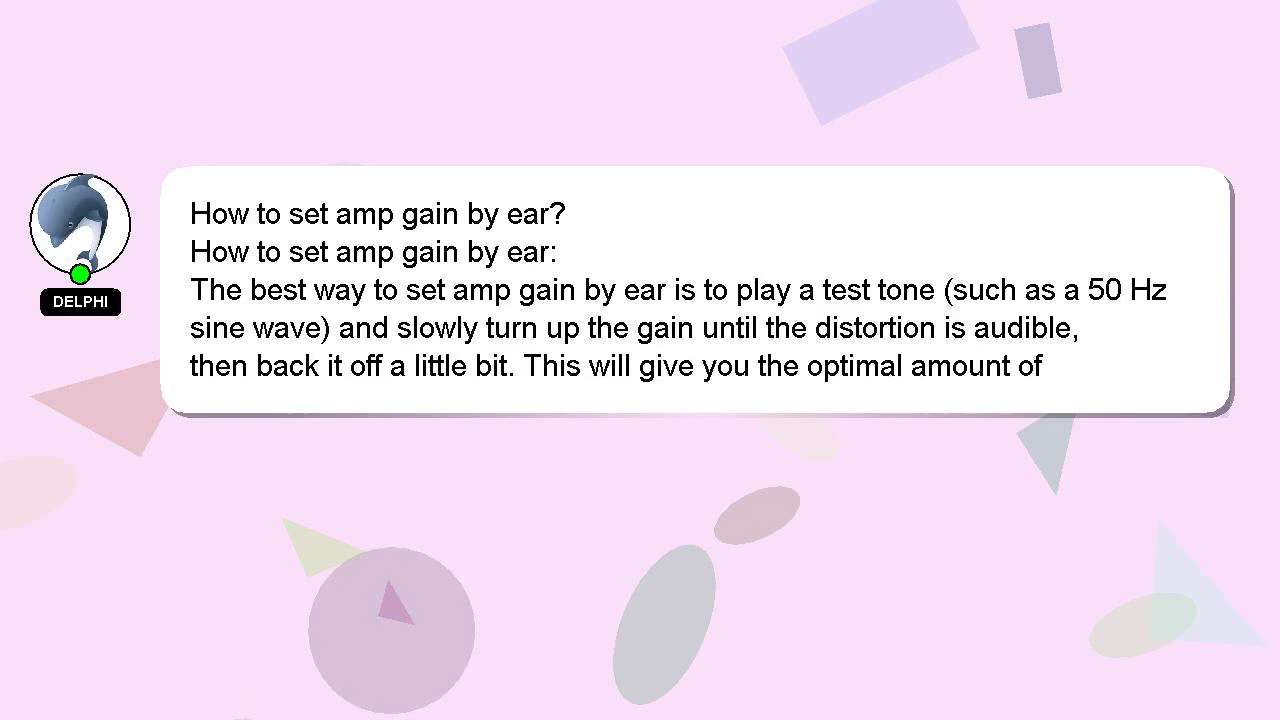 DELPHI
How to set amp gain by ear?
How to set amp gain by ear:
The best way to set amp gain by ear is to play a test tone (such as a 50 Hz
sine wave) and slowly turn up the gain until the distortion is audible,
then back it off a little bit. This will give you the optimal amount of